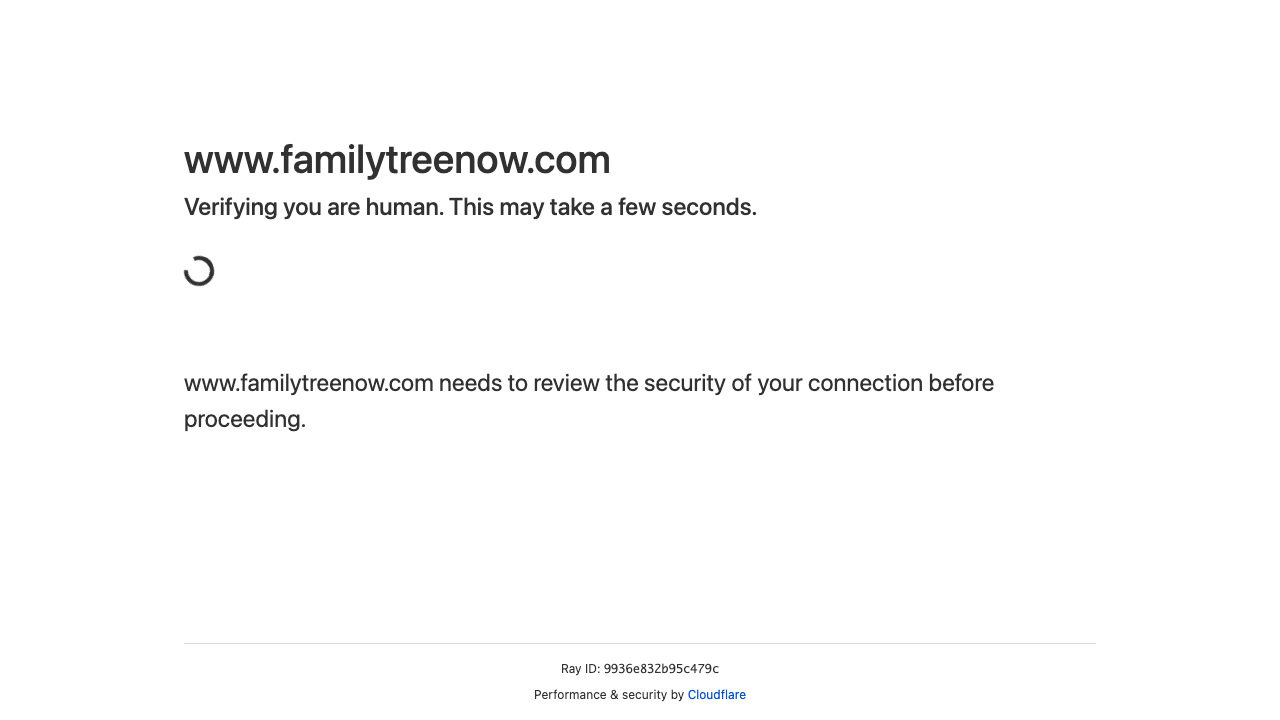 www.familytreenow.com
Verifying you are human. This may take a few seconds.
www.familytreenow.com needs to review the security of your connection before
proceeding.
Ray ID: 9936e832b95c479c
Performance & security by Cloudflare